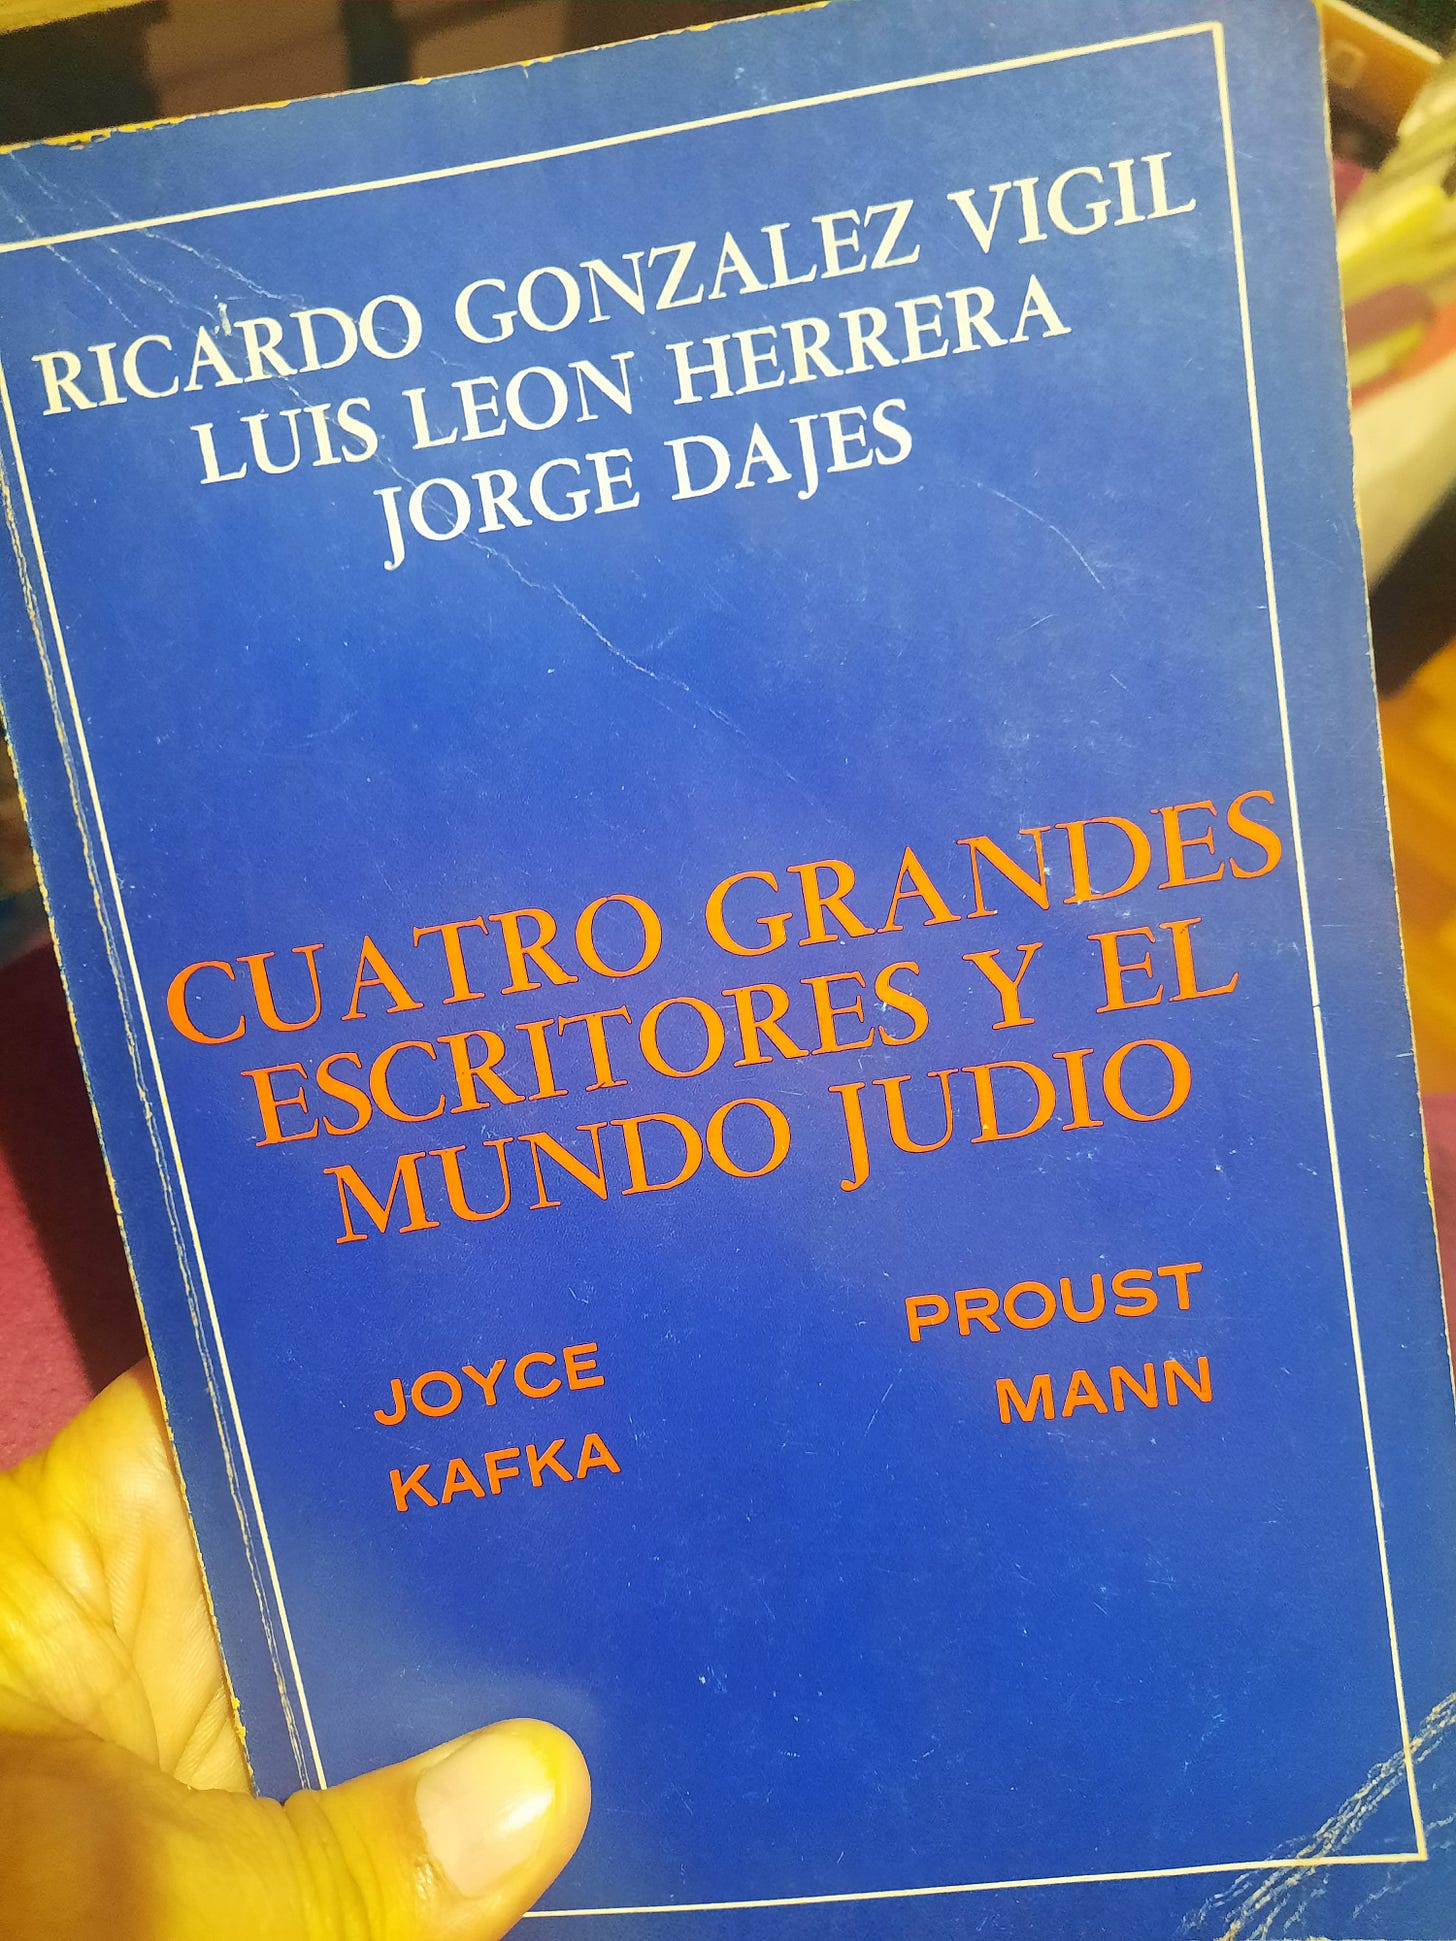 RICARDO GONZALEZ VIGIL
LUIS LEON HERRERA
JORGE DAJES
CUATRO GRANDES
ESCRITORES Y EL
MUNDO JUDIO
JOYCE PROUST
KAFKA MANN